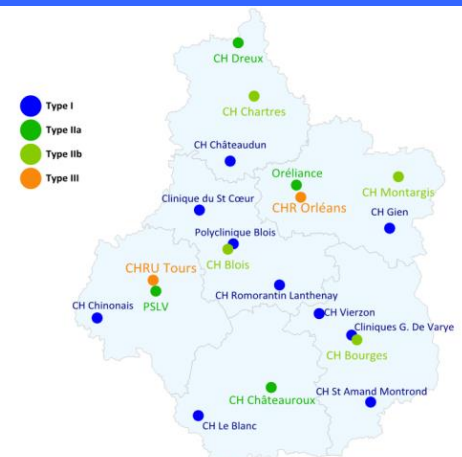 CH Dreux
CH Chartres
Type I
Type IIa
Type IIb
Type III
CH Châteaudun
Oréliance
CHR Orléans
CH Montargis
Clinique du St Cœur
CH Gien
Polyclinique Blois
CH Blois
CHRU Tours
PSLV
CH Romorantin Lanthenay
CH Chinonais
CH Vierzon
Cliniques G. De Varye
CH Bourges
CH Châteauroux
CH St Amand Montrond
CH Le Blanc